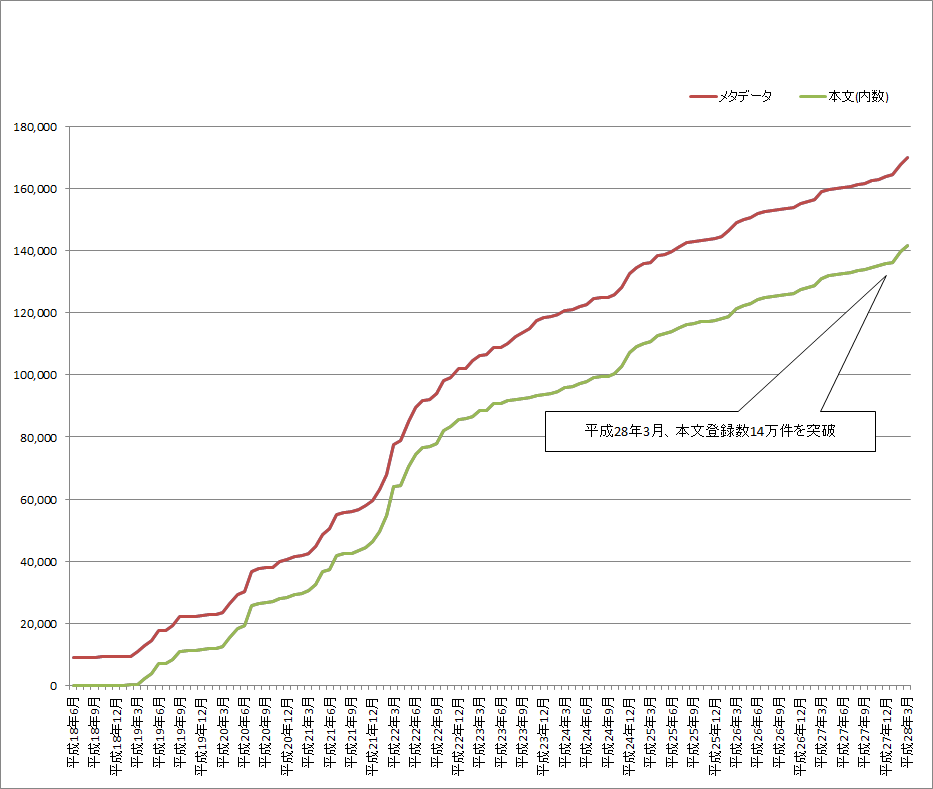 メタデータ
本文(内数)
180,000
160,000
140,000
120,000
100,000
80,000
60,000
40,000
20,000
0
平成28年3月、本文登録数14万件を突破
平成18年6月
平成18年9月
平成18年12月
平成19年3月
平成19年6月
平成19年9月
平成19年12月
平成20年3月
平成20年6月
平成20年9月
平成20年12月
平成21年3月
平成21年6月
平成21年9月
平成21年12月
平成22年3月
平成22年6月
平成22年9月
平成22年12月
平成23年3月
平成23年6月
平成23年9月
平成23年12月
平成24年3月
平成24年6月
平成24年9月
平成24年12月
平成25年3月
平成25年6月
平成25年9月
平成25年12月
平成26年3月
平成26年6月
平成26年9月
平成26年12月
平成27年3月
平成27年6月
平成27年9月
平成27年12月
平成28年3月